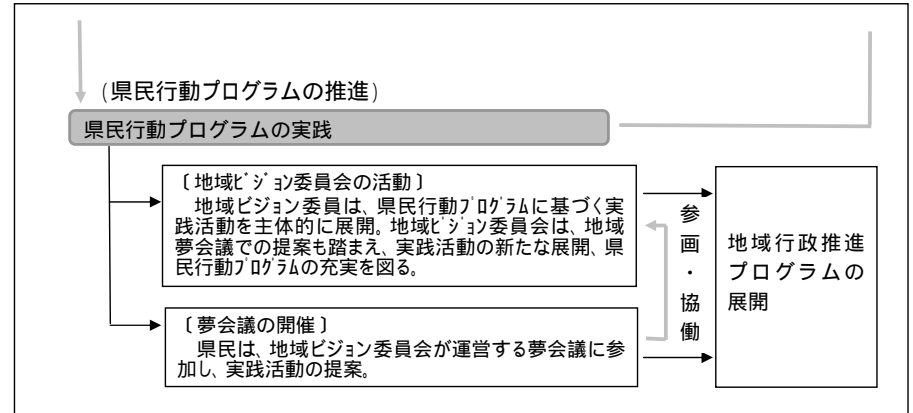 (県民行動プログラムの推進)
県民行動プログラムの実践
〔地域ﾋﾞｼﾞｮﾝ委員会の活動〕
地域ビジョン委員は、県民行動ﾌﾟﾛｸﾞﾗﾑに基づく実
践活動を主体的に展開。地域ﾋﾞｼﾞｮﾝ委員会は、地域
夢会議での提案も踏まえ、実践活動の新たな展開、県
民行動ﾌﾟﾛｸﾞﾗﾑの充実を図る。
〔夢会議の開催〕
県民は、地域ビジョン委員会が運営する夢会議に参
加し、実践活動の提案。
参画・協働
地域行政推進
プログラムの
展開